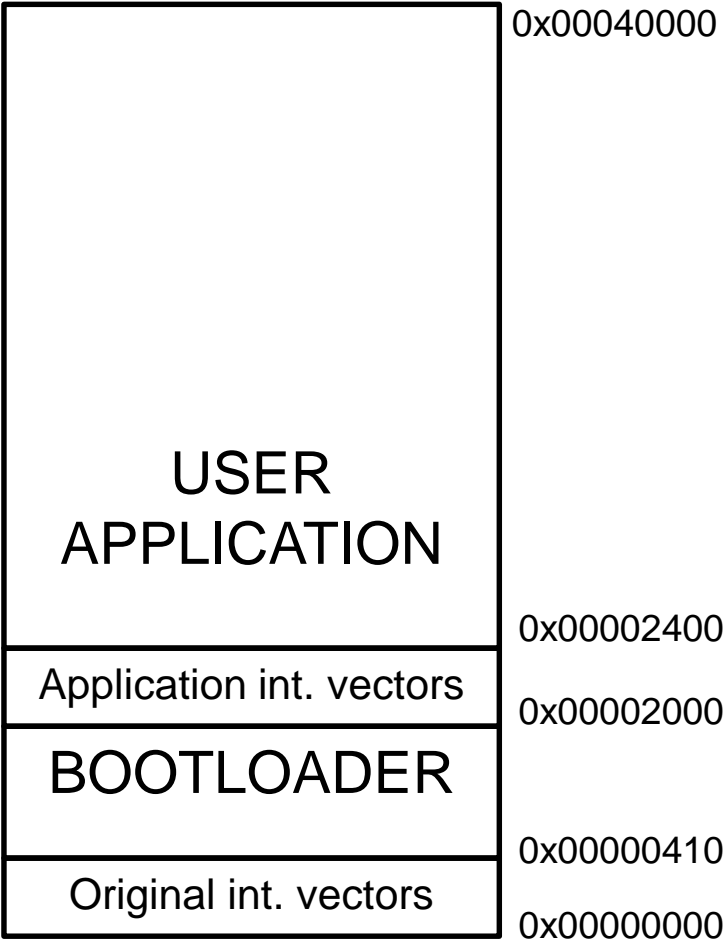 0x00040000
USER
APPLICATION
0x00002400
Application int. vectors
0x00002000
BOOTLOADER
0x00000410
Original int. vectors
0x00000000